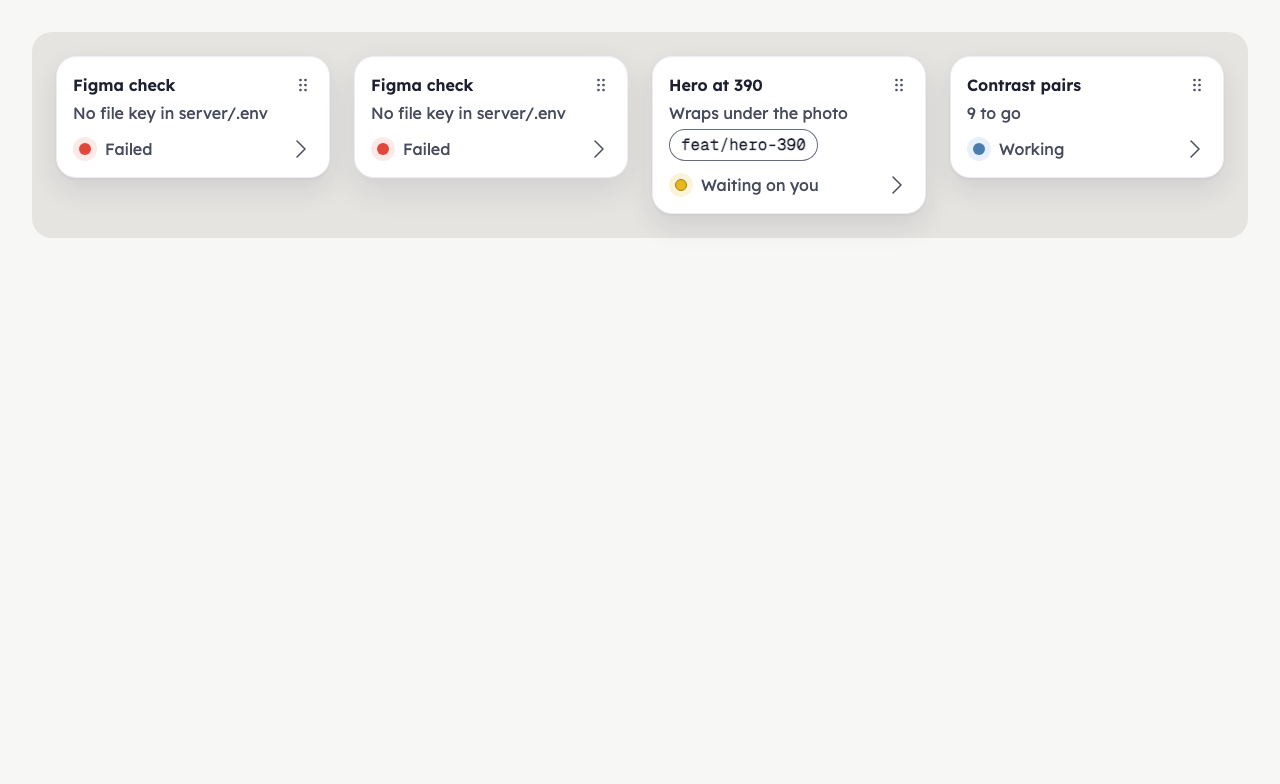 Figma check
No file key in server/.env
Failed
Figma check
No file key in server/.env
Failed
Hero at 390
Wraps under the photo
feat/hero-390
Waiting on you
Contrast pairs
9 to go
Working